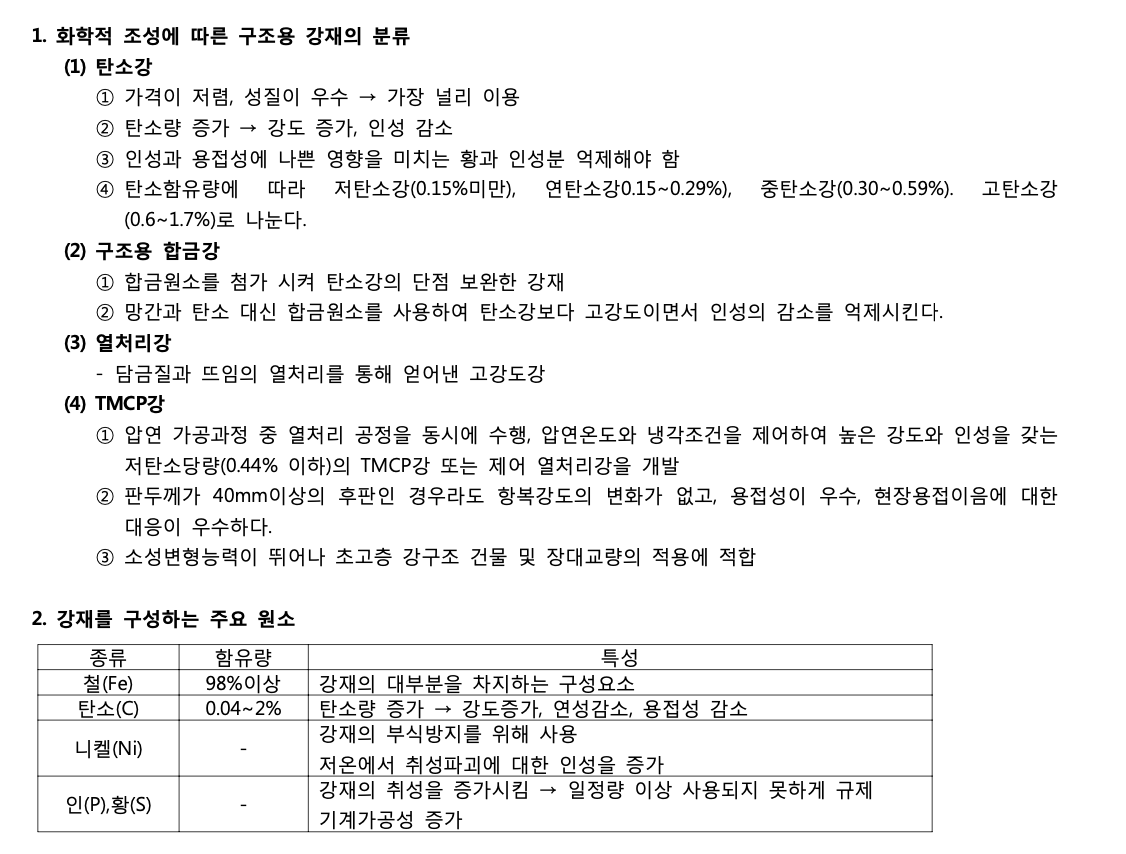 1. 화학적 조성에 따른 구조용 강재의 분류
(1) 탄소강
① 가격이 저렴, 성질이 우수 → 가장 널리 이용
② 탄소량 증가 → 강도 증가, 인성 감소
③ 인성과 용접성에 나쁜 영향을 미치는 황과 인성분 억제해야 함
④ 탄소함유량에 따라 저탄소강(0.15%미만), 연탄소강0.15~0.29%), 중탄소강(0.30~0.59%). 고탄소강
(0.6~1.7%)로 나눈다.
(2) 구조용 합금강
① 합금원소를 첨가 시켜 탄소강의 단점 보완한 강재
② 망간과 탄소 대신 합금원소를 사용하여 탄소강보다 고강도이면서 인성의 감소를 억제시킨다.
(3) 열처리강
- 담금질과 뜨임의 열처리를 통해 얻어낸 고강도강
(4) TMCP강
① 압연 가공과정 중 열처리 공정을 동시에 수행, 압연온도와 냉각조건을 제어하여 높은 강도와 인성을 갖는
저탄소당량(0.44% 이하)의 TMCP강 또는 제어 열처리강을 개발
② 판두께가 40mm이상의 후판인 경우라도 항복강도의 변화가 없고, 용접성이 우수, 현장용접이음에 대한
대응이 우수하다.
③ 소성변형능력이 뛰어나 초고층 강구조 건물 및 장대교량의 적용에 적합
2. 강재를 구성하는 주요 원소
종류 함유량 특성
철(Fe) 98%이상 강재의 대부분을 차지하는 구성요소
탄소(C) 0.04~2% 탄소량 증가 → 강도증가, 연성감소, 용접성 감소
니켈(Ni) - 강재의 부식방지를 위해 사용
저온에서 취성파괴에 대한 인성을 증가
인(P),황(S) - 강재의 취성을 증가시킴 → 일정량 이상 사용되지 못하게 규제
기계가공성 증가